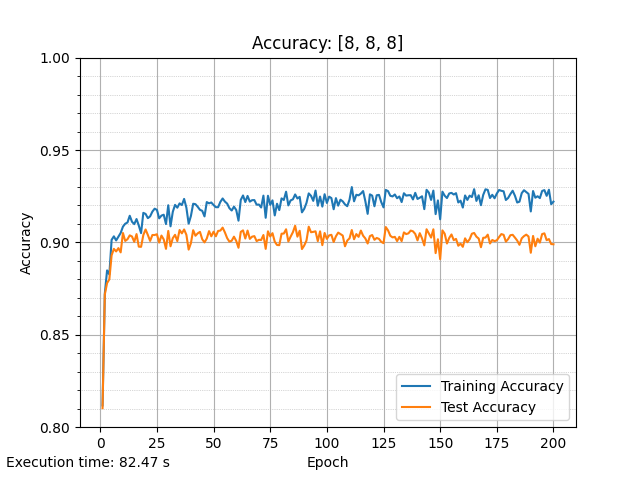 Accuracy: [8, 8, 8]
1.00
0.95
0.90
0.85
0.80
Accuracy
0 25 50 75 100 125 150 175 200
Training Accuracy
Test Accuracy
Execution time: 82.47 s
Epoch